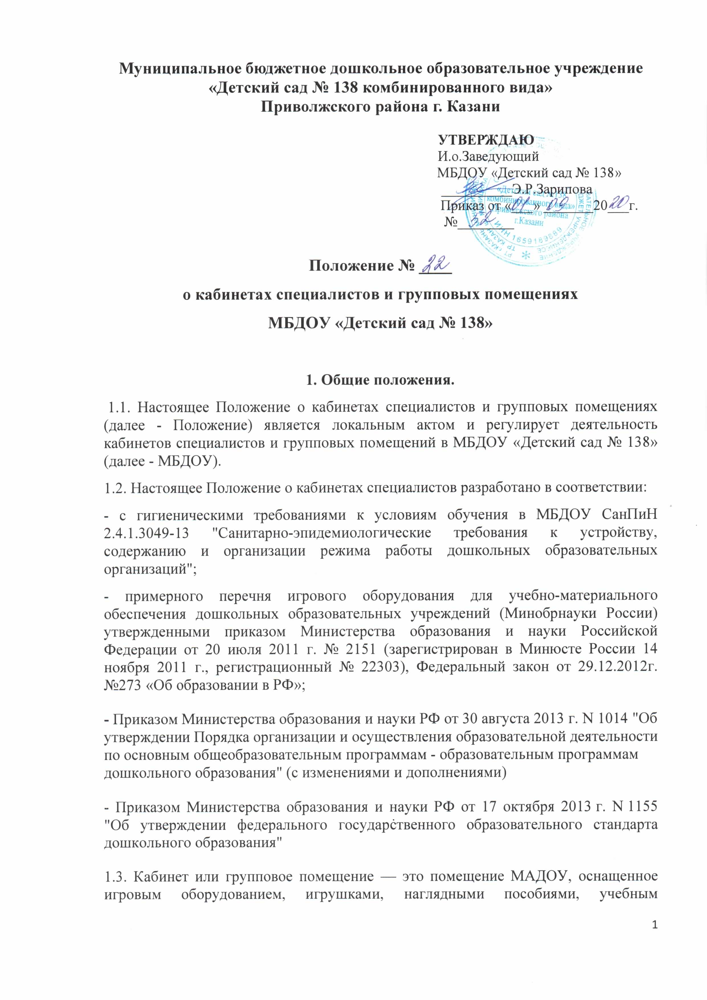 Муниципальное бюджетное дошкольное образовательное учреждение
«Детский сад № 138 комбинированного вида»
Приволжского района г. Казани
УТВЕРЖДАЮ
И.о.Заведующий
МБДОУ «Детский сад № 138»
Э.Р.Зарипова
Приказ от «01» 09 2020 г.
№ 52
«Детский сад №138
комбинированного вида»
Приволжского района
г.Казани
ИНН 1659189889
Положение № 22
о кабинетах специалистов и групповых помещениях
МБДОУ «Детский сад № 138»
1. Общие положения.
1.1. Настоящее Положение о кабинетах специалистов и групповых помещениях
(далее - Положение) является локальным актом и регулирует деятельность
кабинетов специалистов и групповых помещений в МБДОУ «Детский сад № 138»
(далее - МБДОУ).
1.2. Настоящее Положение о кабинетах специалистов разработано в соответствии:
- с гигиеническими требованиями к условиям обучения в МБДОУ СанПиН
2.4.1.3049-13 "Санитарно-эпидемиологические требования к устройству,
содержанию и организации режима работы дошкольных образовательных
организаций";
- примерного перечня игрового оборудования для учебно-материального
обеспечения дошкольных образовательных учреждений (Минобрнауки России)
утвержденными приказом Министерства образования и науки Российской
Федерации от 20 июля 2011 г. № 2151 (зарегистрирован в Минюсте России 14
ноября 2011 г., регистрационный № 22303), Федеральный закон от 29.12.2012г.
№273 «Об образовании в РФ»;
- Приказом Министерства образования и науки РФ от 30 августа 2013 г. N 1014 "Об
утверждении Порядка организации и осуществления образовательной деятельности
по основным общеобразовательным программам - образовательным программам
дошкольного образования" (с изменениями и дополнениями)
- Приказом Министерства образования и науки РФ от 17 октября 2013 г. N 1155
"Об утверждении федерального государственного образовательного стандарта
дошкольного образования"
1.3. Кабинет или групповое помещение — это помещение МАДОУ, оснащенное
игровым оборудованием, игрушками, наглядными пособиями, учебным
1